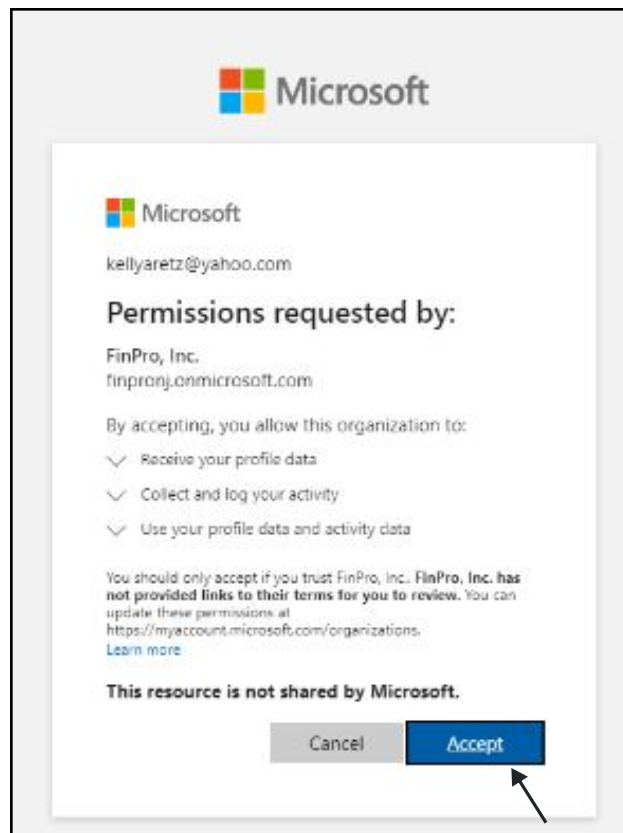 Microsoft
Microsoft
kellyaretz@yahoo.com
Permissions requested by:
FinPro, Inc.
finpronj.onmicrosoft.com
By accepting, you allow this organization to:
Receive your profile data
Collect and log your activity
Use your profile data and activity data
You should only accept if you trust FinPro, Inc.. FinPro, Inc. has
not provided links to their terms for you to review. You can
update these permissions at
https://myaccount.microsoft.com/organizations.
Learn more
This resource is not shared by Microsoft.
Cancel Accept